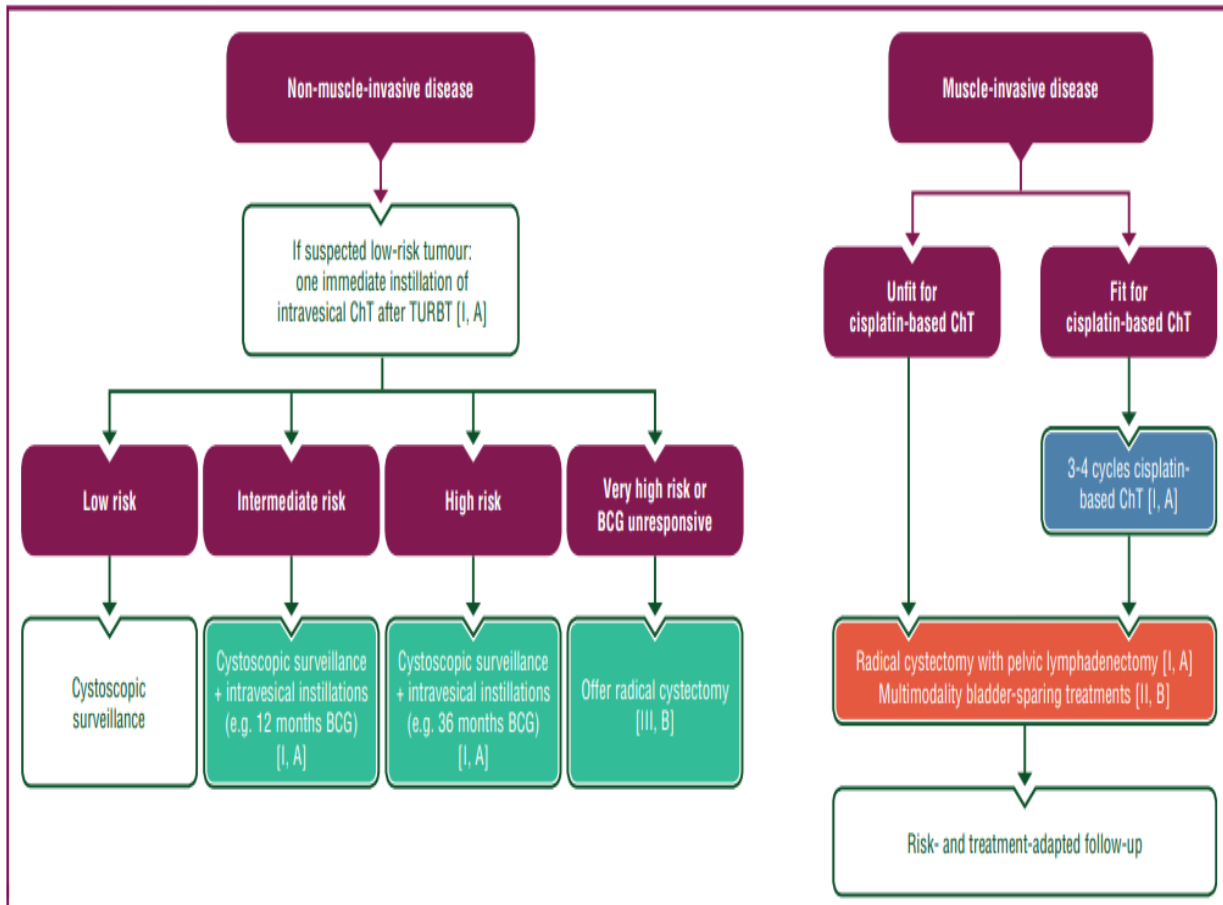 Non-muscle-invasive disease
If suspected low-risk tumour:
one immediate instillation of
intravesical ChT after TURBT [I, A]
Low risk
Intermediate risk
High risk
Very high risk or
BCG unresponsive
Cystoscopic
surveillance
Cystoscopic surveillance
+ intravesical instillations
(e.g. 12 months BCG)
[I, A]
Cystoscopic surveillance
+ intravesical instillations
(e.g. 36 months BCG)
[I, A]
Offer radical cystectomy
[III, B]
Muscle-invasive disease
Unfit for
cisplatin-based ChT
Fit for
cisplatin-based ChT
3-4 cycles cisplatin-
based ChT [I, A]
Radical cystectomy with pelvic lymphadenectomy [I, A]
Multimodality bladder-sparing treatments [II, B]
Risk- and treatment-adapted follow-up